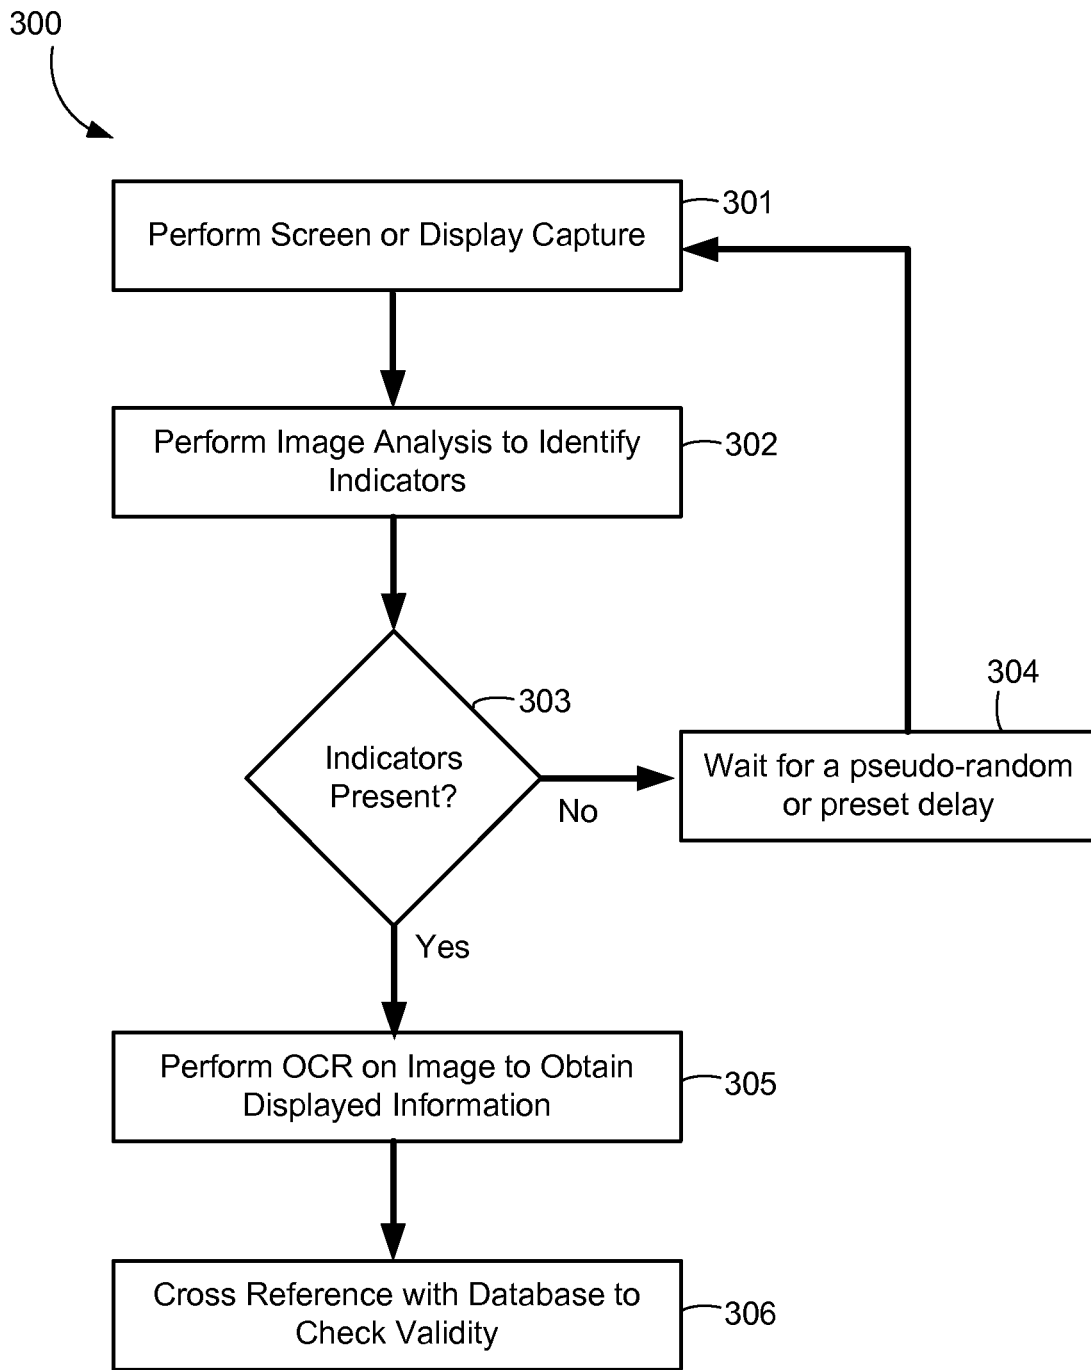 300
Perform Screen or Display Capture
301
Perform Image Analysis to Identify
Indicators
302
Indicators
Present?
303
No
304
Wait for a pseudo-random
or preset delay
Yes
Perform OCR on Image to Obtain
Displayed Information
305
Cross Reference with Database to
Check Validity
306